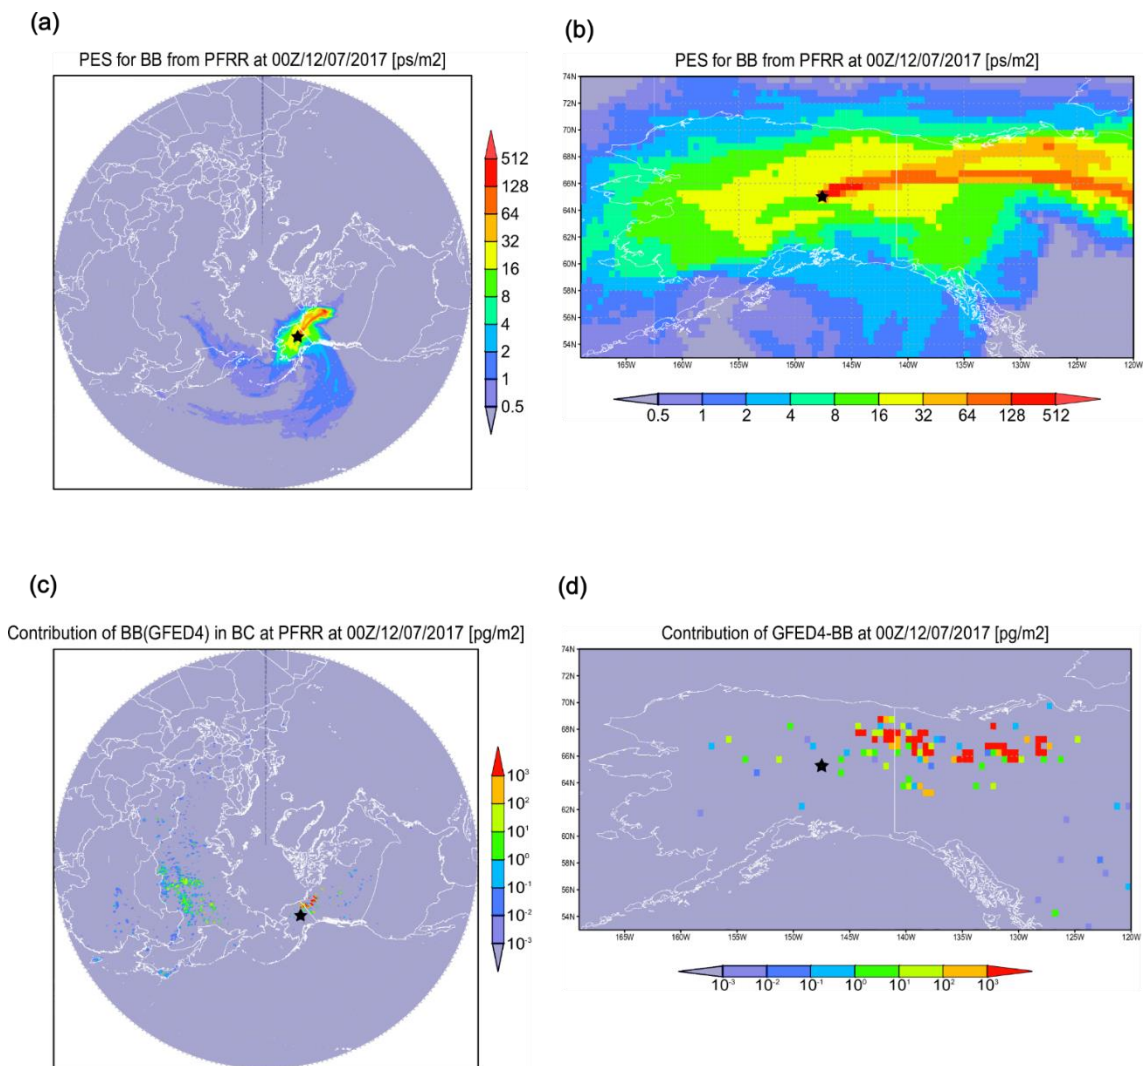 (a)
PES for BB from PFRR at 00Z/12/07/2017 [ps/m2]
512
128
64
32
16
8
4
2
1
0.5
(b)
PES for BB from PFRR at 00Z/12/07/2017 [ps/m2]
74N
72N
70N
68N
66N
64N
62N
60N
58N
56N
54N
165W 160W 155W 150W 145W 140W 135W 130W 125W 120W
0.5 1 2 4 8 16 32 64 128 512
(c)
Contribution of BB(GFED4) in BC at PFRR at 00Z/12/07/2017 [pg/m2]
10³
10²
10¹
10⁰
10⁻¹
10⁻²
10⁻³
(d)
Contribution of GFED4-BB at 00Z/12/07/2017 [pg/m2]
74N
72N
70N
68N
66N
64N
62N
60N
58N
56N
54N
165W 160W 155W 150W 145W 140W 135W 130W 125W 120W
10⁻³ 10⁻² 10⁻¹ 10⁰ 10¹ 10² 10³